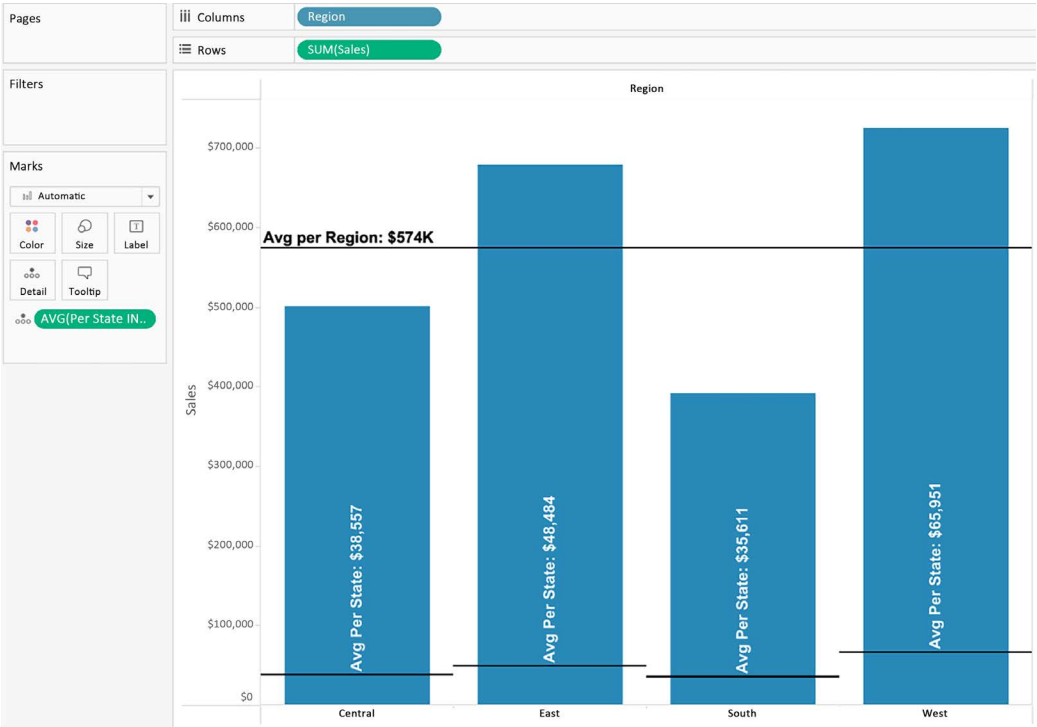 Pages
Columns
Region
Rows
SUM(Sales)
Filters
Marks
Automatic
Color
Size
Label
Detail
Tooltip
AVG(Per State IN..
Region
Sales
$700,000
$600,000
$500,000
$400,000
$300,000
$200,000
$100,000
$0
Avg per Region: $574K
Avg Per State: $38,557
Avg Per State: $48,484
Avg Per State: $35,611
Avg Per State: $65,951
Central
East
South
West